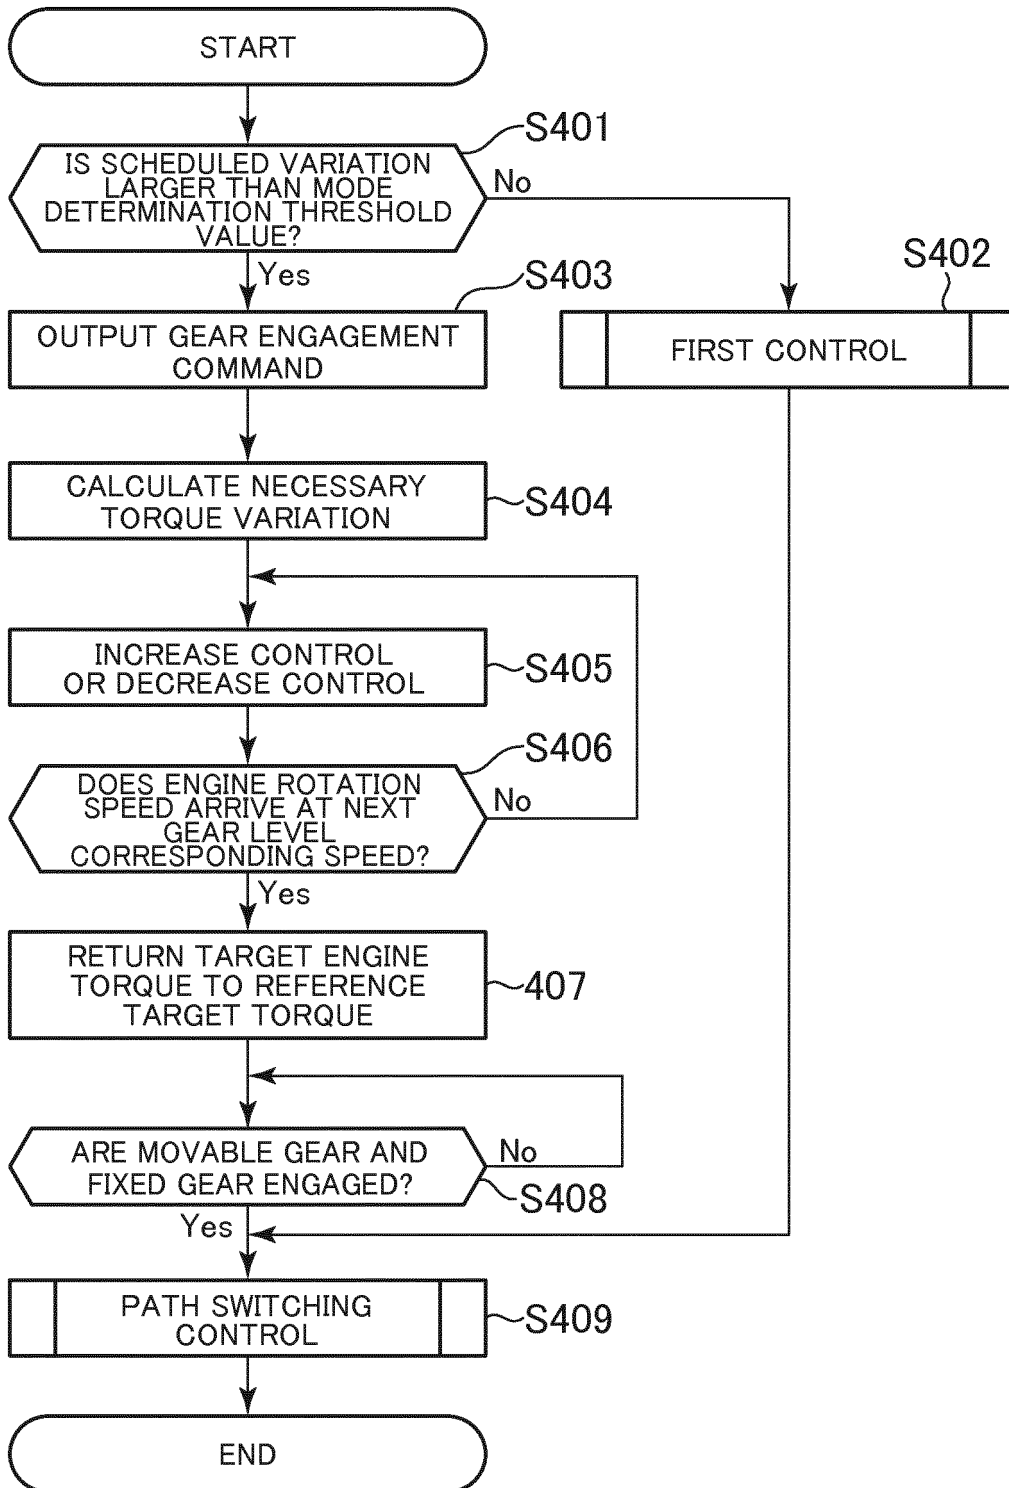 START
S401
IS SCHEDULED VARIATION
LARGER THAN MODE
DETERMINATION THRESHOLD
VALUE?
No
Yes
S403
S402
OUTPUT GEAR ENGAGEMENT
COMMAND
FIRST CONTROL
CALCULATE NECESSARY
TORQUE VARIATION
S404
INCREASE CONTROL
OR DECREASE CONTROL
S405
S406
DOES ENGINE ROTATION
SPEED ARRIVE AT NEXT
GEAR LEVEL
CORRESPONDING SPEED?
No
Yes
RETURN TARGET ENGINE
TORQUE TO REFERENCE
TARGET TORQUE
407
ARE MOVABLE GEAR AND
FIXED GEAR ENGAGED?
No
S408
Yes
PATH SWITCHING
CONTROL
S409
END